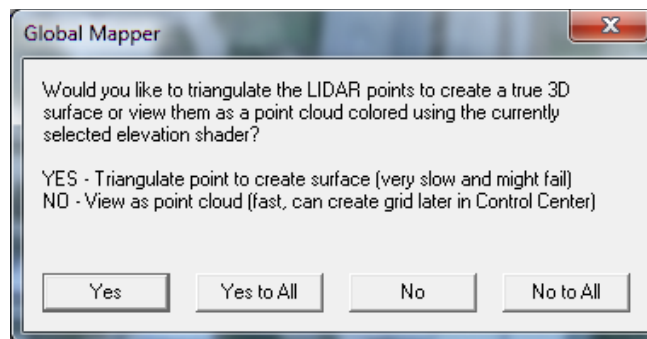 Global Mapper
Would you like to triangulate the LIDAR points to create a true 3D
surface or view them as a point cloud colored using the currently
selected elevation shader?
YES - Triangulate point to create surface (very slow and might fail)
NO - View as point cloud (fast, can create grid later in Control Center)
Yes
Yes to All
No
No to All